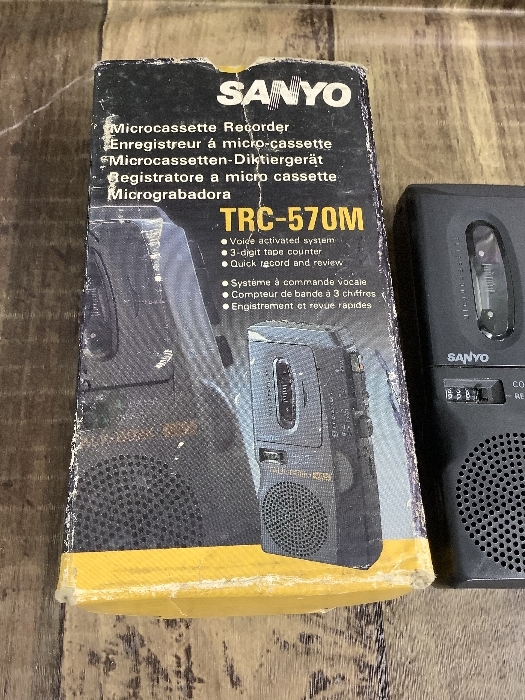 SANYO
Microcassette Recorder
Enregistreur á micro-cassette
Microcassetten-Diktiergerät
Registratore a micro cassette
Micrograbadora
TRC-570M
● Voice activated system
● 3-digit tape counter
● Quick record and review
● Système à commande vocale
● Compteur de bande à 3 chiffres
● Engistrement et revue rapides
SANYO